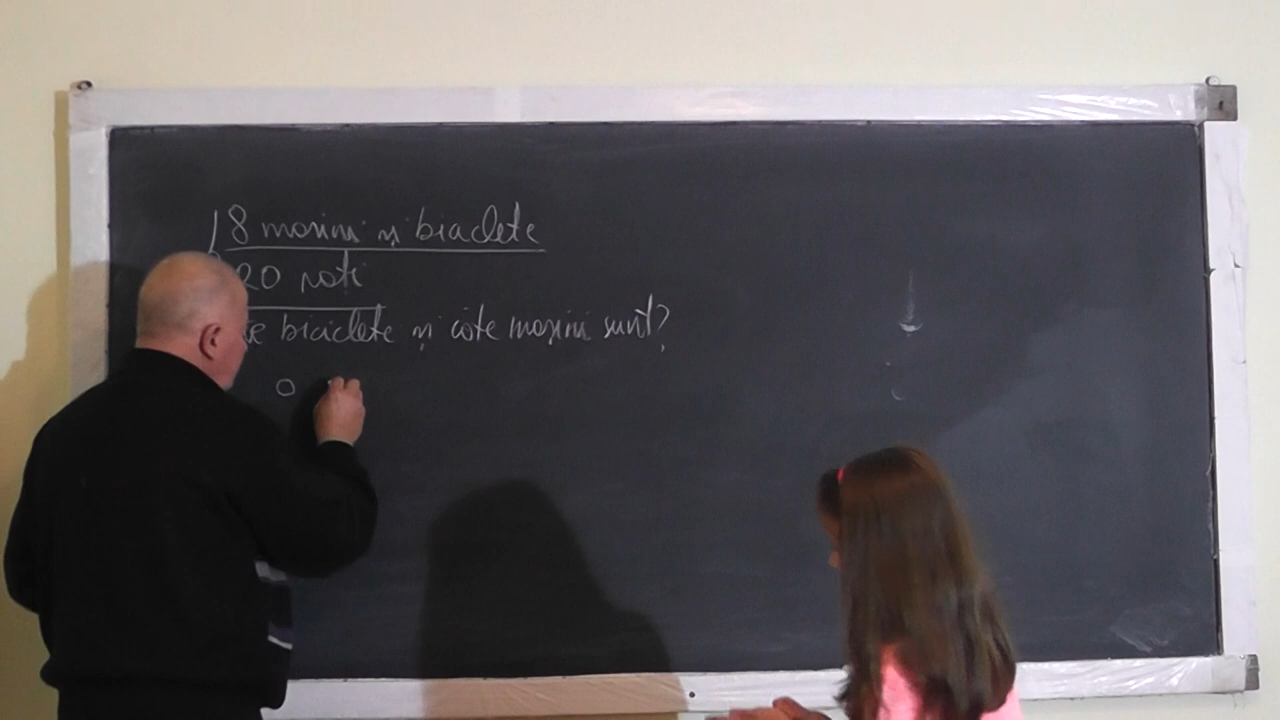 8 mașini și biciclete
20 roți
biciclete și câte mașini sunt?
o